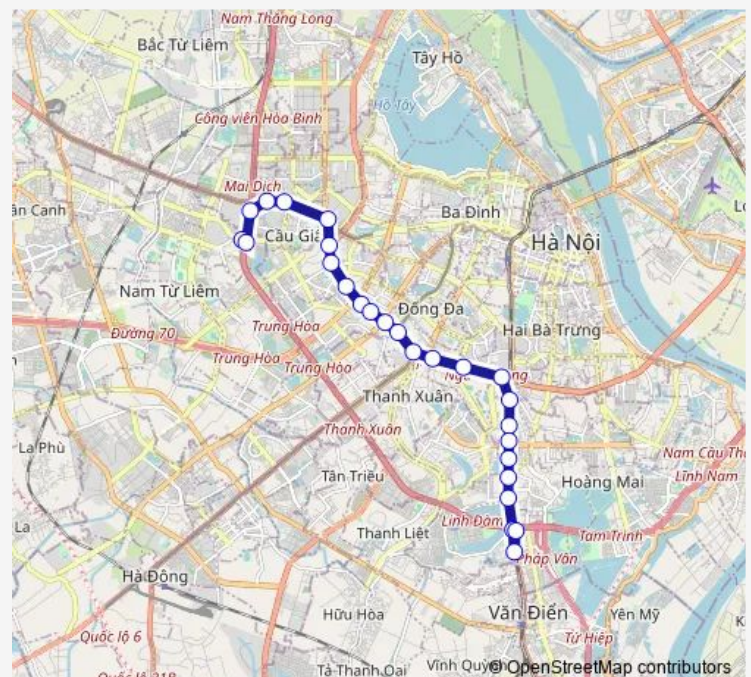 Nam Thăng Long
Bắc Từ Liêm
Tây Hồ
Hồ Tây
Công viên Hòa Bình
Mai Dịch
Ba Đình
Hà Nội
Nam Từ Liêm
Đống Đa
Đường 70
Trung Hòa
Hai Bà Trưng
Trung Hòa
Trung Hòa
Thanh Xuân
Thanh Xuân
La Phù
Nam Cầu Th
Lĩnh Nam
Tân Triều
Hoàng Mai
La
Thanh Liệt
Linh Đàm
Tam Trinh
Pháp Vân
Hà Đông
Hữu Hòa
Văn Điển
Yên Mỹ
Quốc lộ 6
Tứ Hiệp
Tả Thanh Oai
Vĩnh Quỳnh
© OpenStreetMap contributors